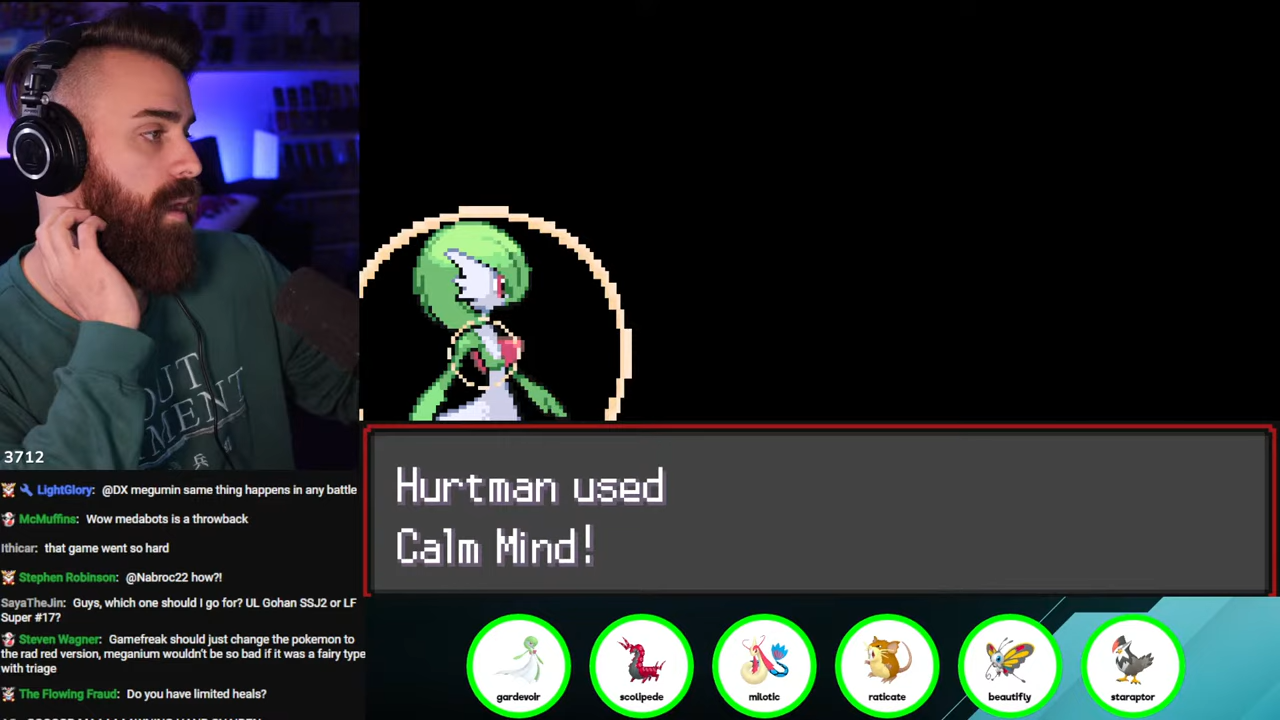 OUT
MENT
兵
3712
LightGlory: @DX megumin same thing happens in any battle
McMuffins: Wow medabots is a throwback
Ithicar: that game went so hard
Stephen Robinson: @Nabroc22 how?!
SayaTheJin: Guys, which one should I go for? UL Gohan SSJ2 or LF
Super #17?
Steven Wagner: Gamefreak should just change the pokemon to
the rad red version, meganium wouldn't be so bad if it was a fairy type
with triage
The Flowing Fraud: Do you have limited heals?
Hurtman used
Calm Mind!
gardevoir
scolipede
milotic
raticate
beautifly
staraptor